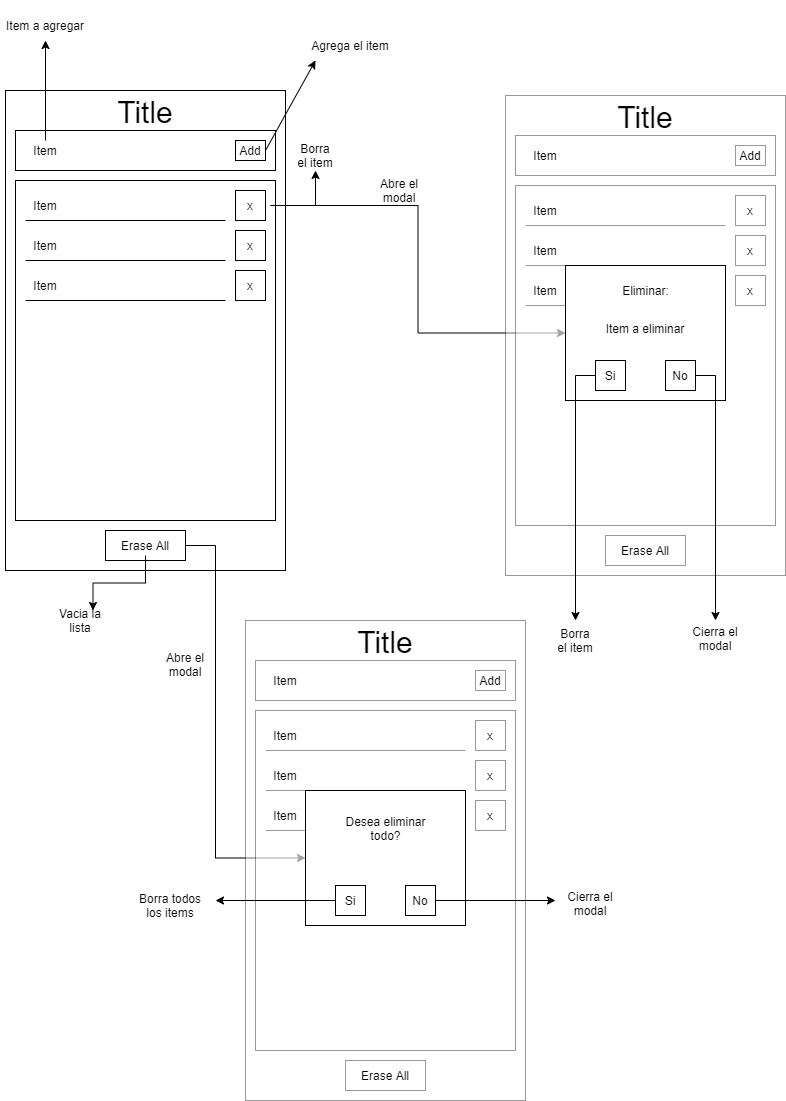 Item a agregar
Agrega el item
Title
Item
Add
Item
x
Item
x
Item
x
Erase All
Borra
el item
Abre el
modal
Title
Item
Add
Item
x
Item
x
Item
x
Eliminar:
Item a eliminar
Si
No
Erase All
Vacia la
lista
Abre el
modal
Borra
el item
Cierra el
modal
Title
Item
Add
Item
x
Item
x
Item
x
Desea eliminar
todo?
Si
No
Borra todos
los items
Cierra el
modal
Erase All